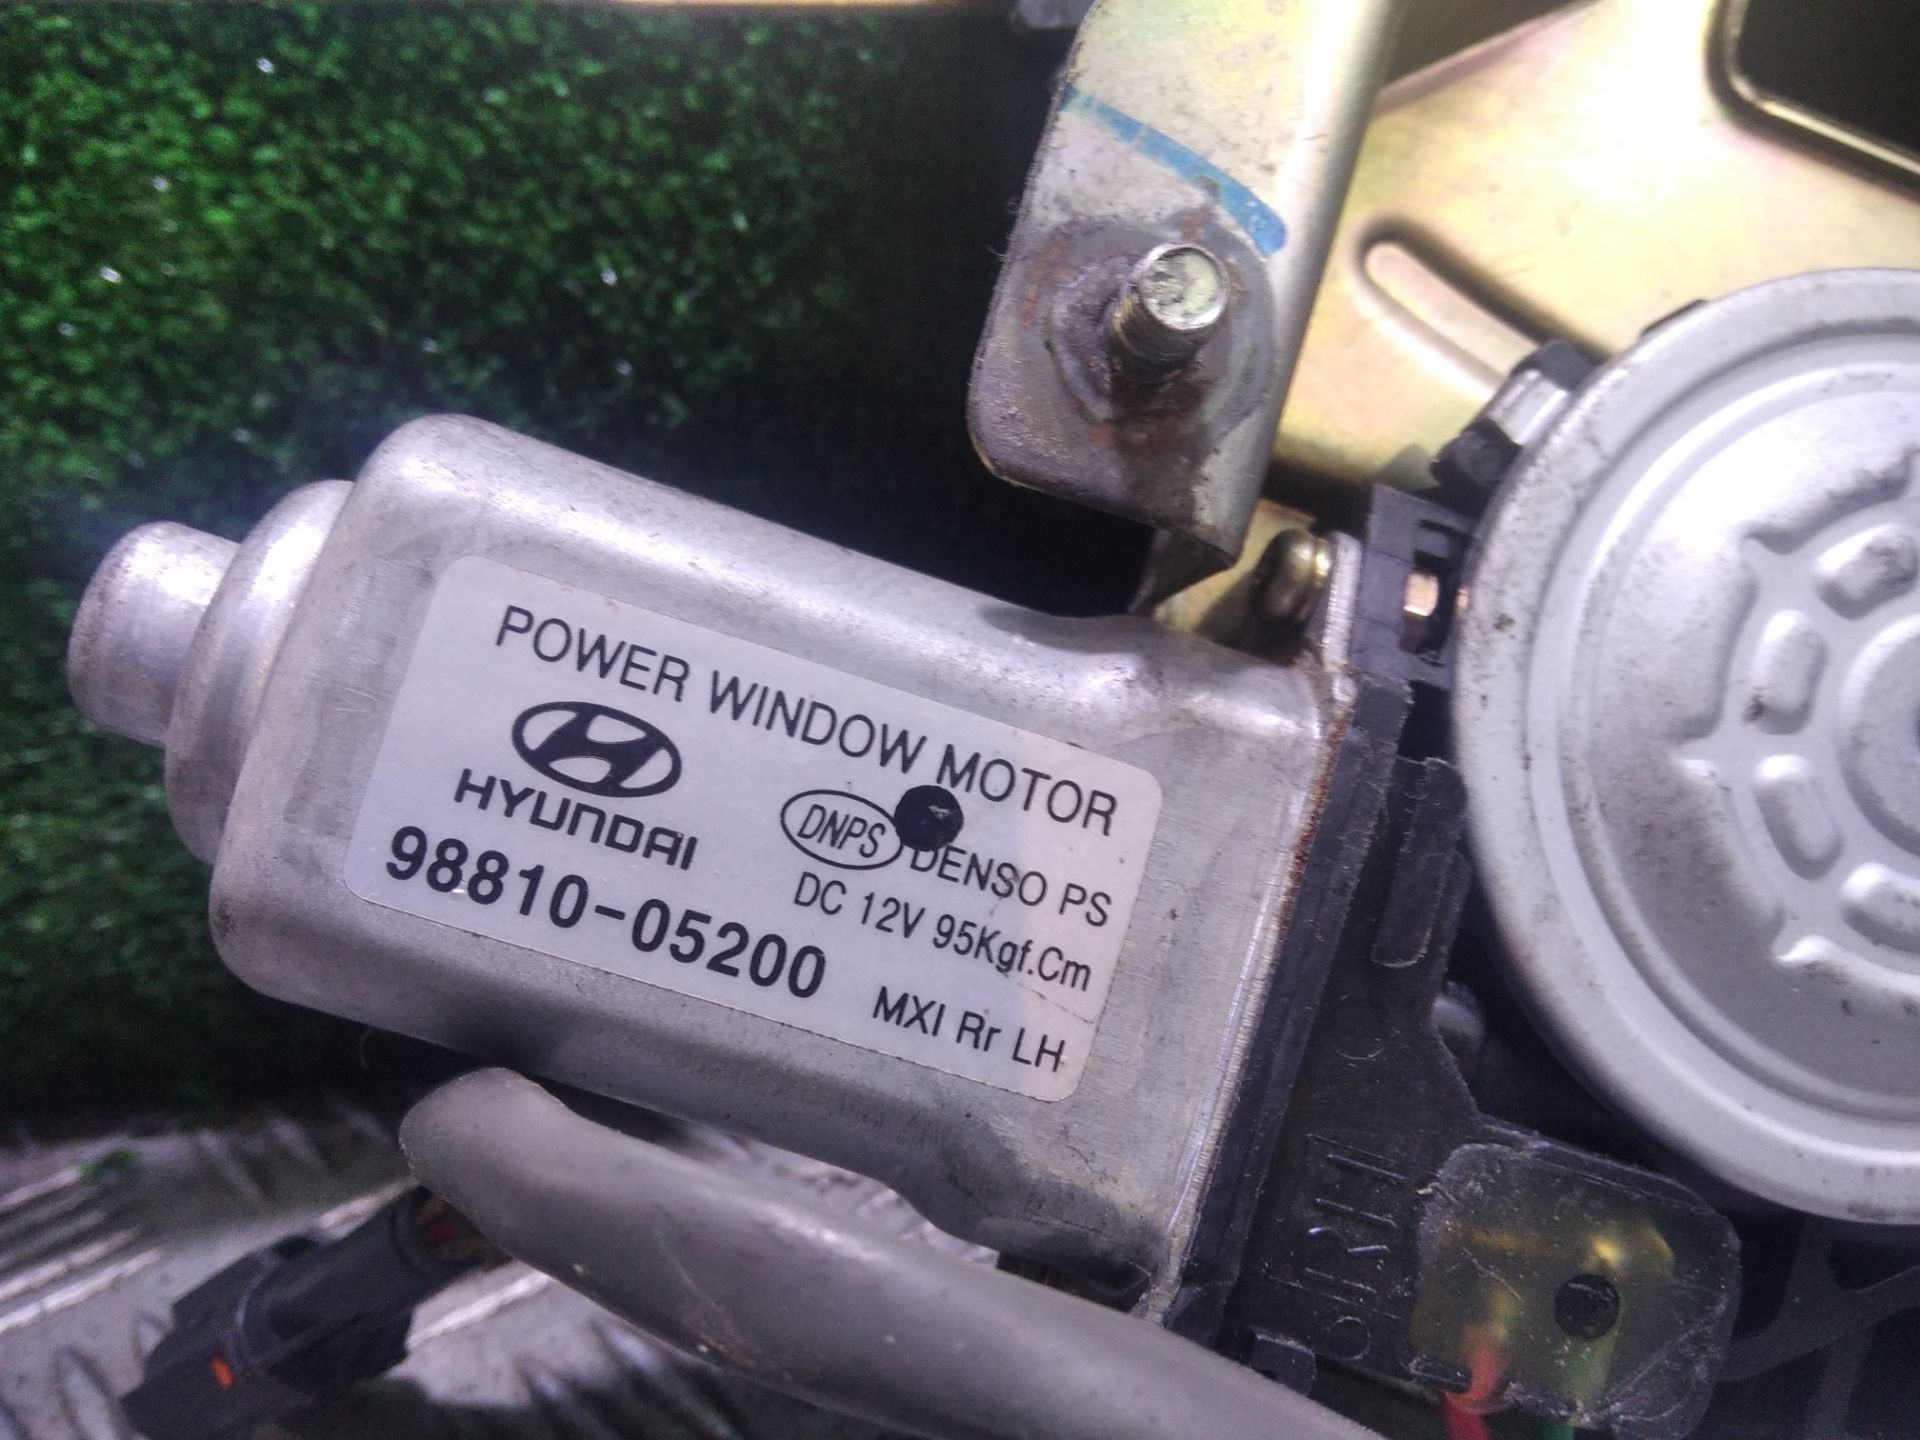 POWER WINDOW MOTOR
HYUNDAI
DNPS DENSO PS
98810-05200
DC 12V 95Kgf.Cm
MXI Rr LH